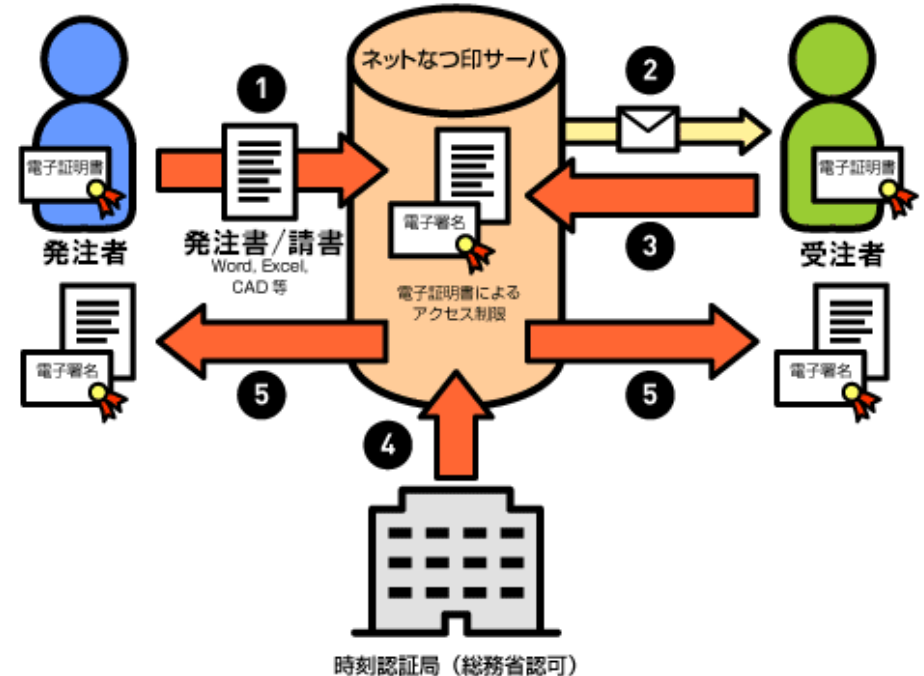 ネットなつ印サーバ
1
2
電子証明書
発注者
発注書/請書
Word, Excel,
CAD 等
電子署名
電子証明書による
アクセス制限
3
電子証明書
受注者
電子署名
5
4
5
電子署名
時刻認証局（総務省認可）